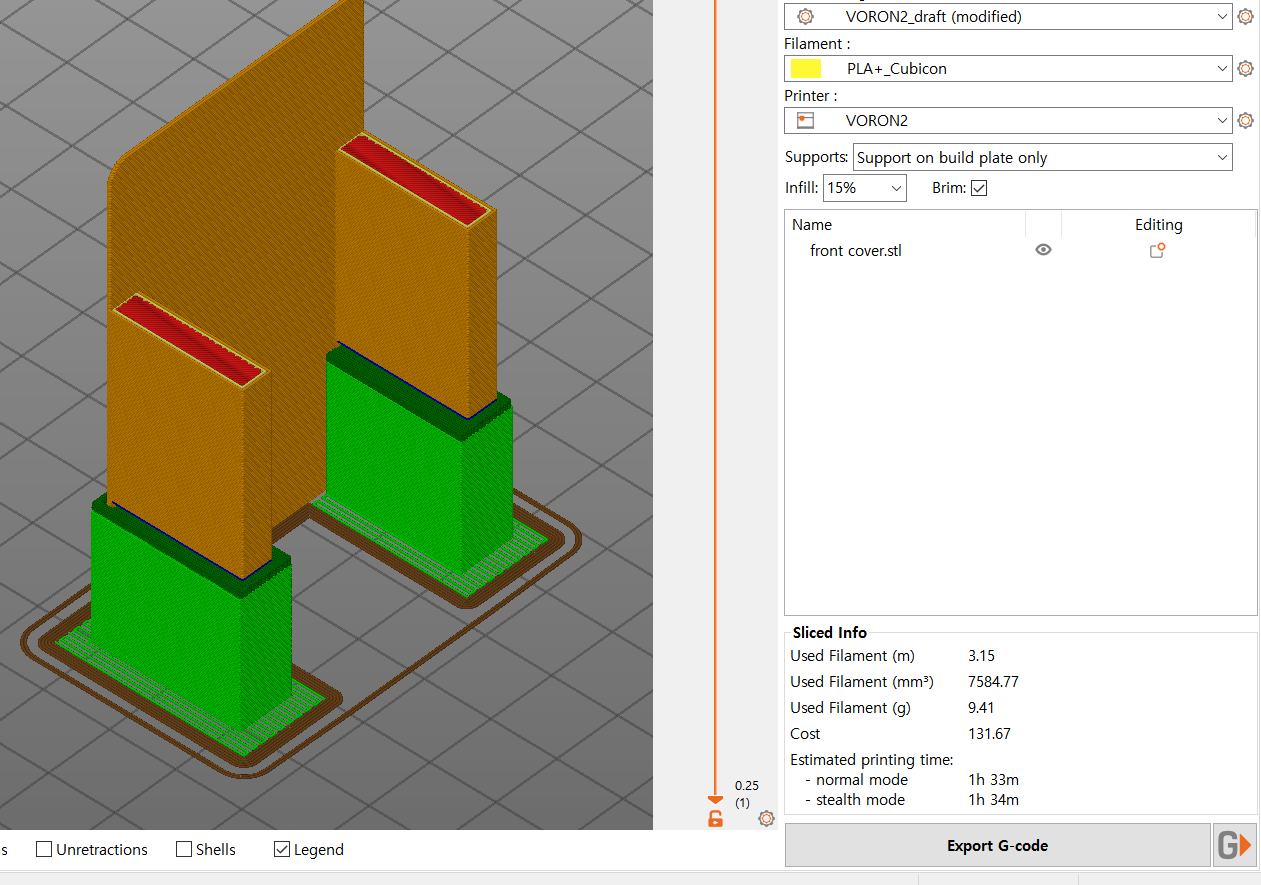 VORON2_draft (modified)
Filament :
PLA+_Cubicon
Printer :
VORON2
Supports: Support on build plate only
Infill: 15% Brim:
Name Editing
front cover.stl
Sliced Info
Used Filament (m) 3.15
Used Filament (mm³) 7584.77
Used Filament (g) 9.41
Cost 131.67
Estimated printing time:
- normal mode 1h 33m
- stealth mode 1h 34m
0.25
(1)
Export G-code
G
s Unretractions Shells Legend